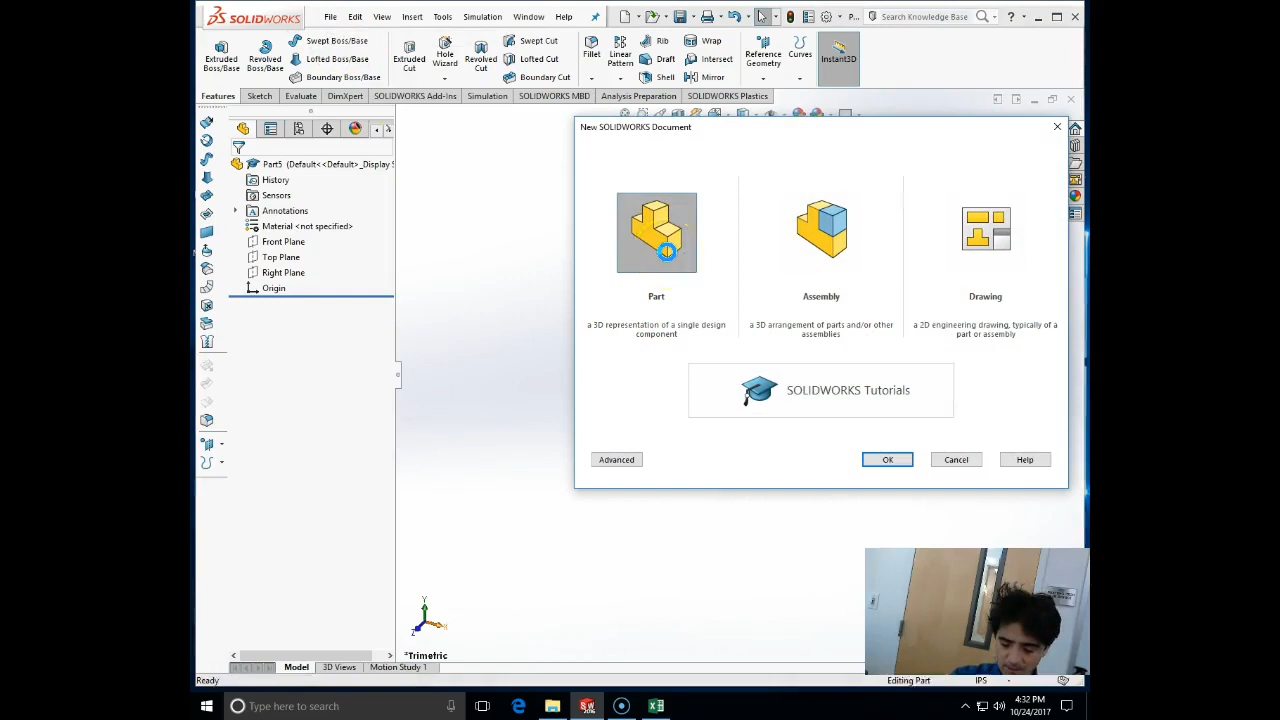 SOLIDWORKS File Edit View Insert Tools Simulation Window Help P... Search Knowledge Base ?
Extruded Boss/Base
Revolved Boss/Base
Swept Boss/Base
Lofted Boss/Base
Boundary Boss/Base
Extruded Cut
Hole Wizard
Revolved Cut
Swept Cut
Lofted Cut
Boundary Cut
Fillet
Linear Pattern
Rib
Draft
Shell
Wrap
Intersect
Mirror
Reference Geometry
Curves
Instant3D
Features Sketch Evaluate DimXpert SOLIDWORKS Add-Ins Simulation SOLIDWORKS MBD Analysis Preparation SOLIDWORKS Plastics
Part5 (Default<<Default>_Display S
History
Sensors
Annotations
Material <not specified>
Front Plane
Top Plane
Right Plane
Origin
New SOLIDWORKS Document
Part
a 3D representation of a single design component
Assembly
a 3D arrangement of parts and/or other assemblies
Drawing
a 2D engineering drawing, typically of a part or assembly
SOLIDWORKS Tutorials
Advanced OK Cancel Help
Y
X
Z
*Trimetric
Model 3D Views Motion Study 1
Ready Editing Part IPS
Type here to search
4:32 PM
10/24/2017